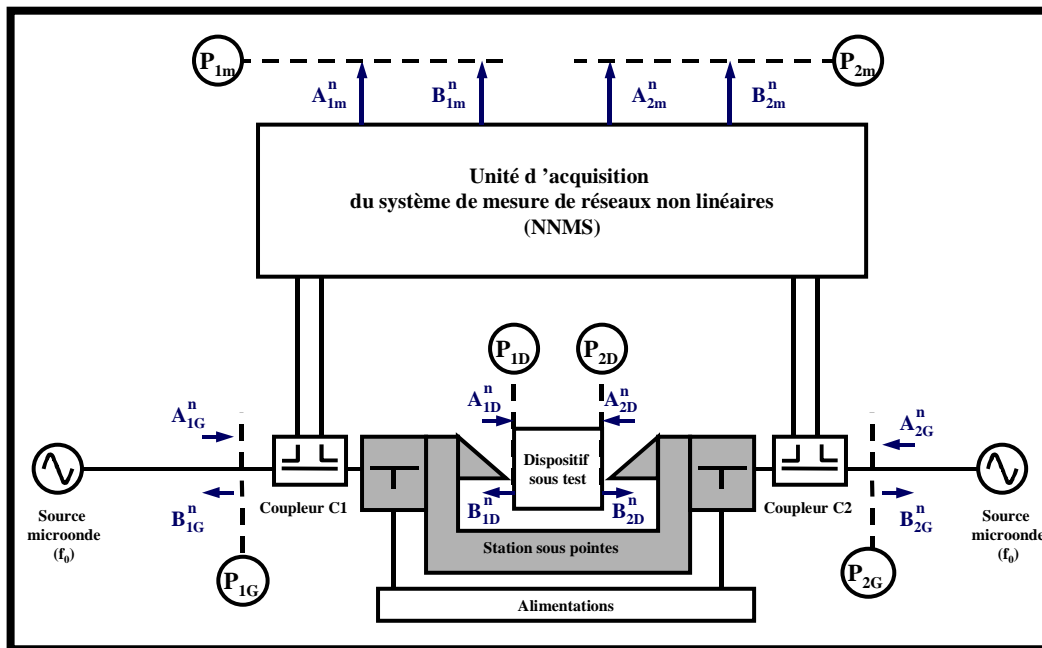 P1m
P2m
A1m^n
B1m^n
A2m^n
B2m^n
Unité d ’acquisition
du système de mesure de réseaux non linéaires
(NNMS)
P1D
P2D
A1D^n
A2D^n
A1G^n
A2G^n
Dispositif
sous test
B1G^n
Coupleur C1
B1D^n
B2D^n
Coupleur C2
B2G^n
Source
microonde
(f0)
Station sous pointes
Source
microonde
(f0)
P1G
P2G
Alimentations